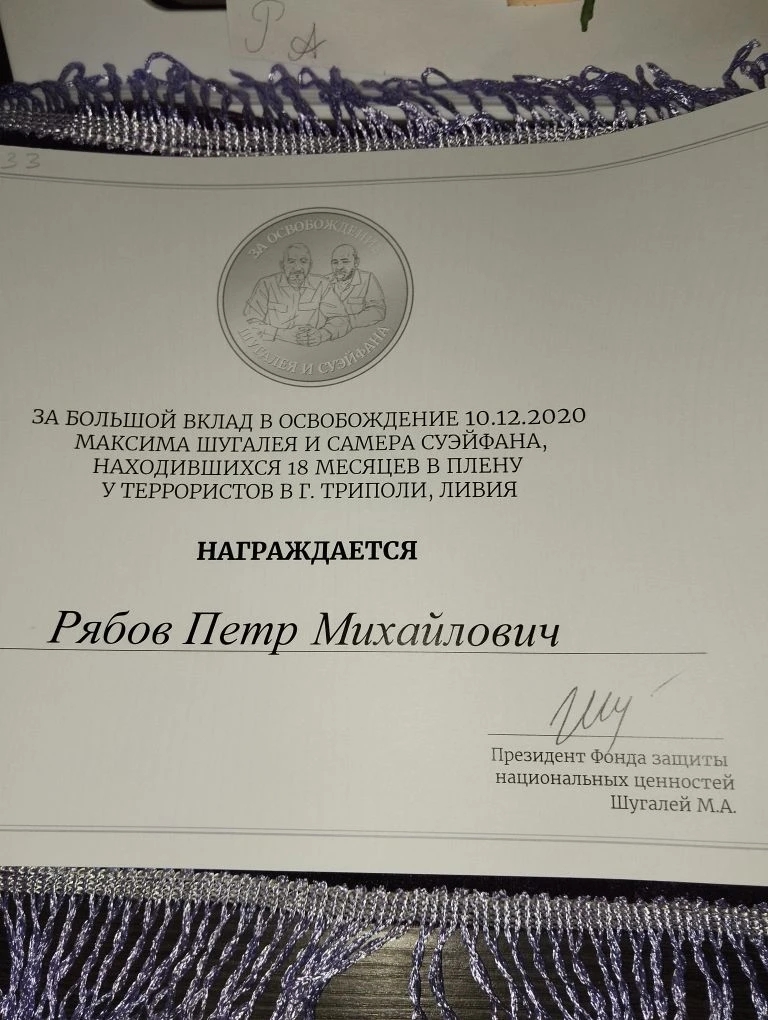 Р А
33
ЗА ОСВОБОЖДЕНИЕ
ШУГАЛЕЯ И СУЭЙФАНА
ЗА БОЛЬШОЙ ВКЛАД В ОСВОБОЖДЕНИЕ 10.12.2020
МАКСИМА ШУГАЛЕЯ И САМЕРА СУЭЙФАНА,
НАХОДИВШИХСЯ 18 МЕСЯЦЕВ В ПЛЕНУ
У ТЕРРОРИСТОВ В Г. ТРИПОЛИ, ЛИВИЯ
НАГРАЖДАЕТСЯ
Рябов Петр Михайлович
Президент Фонда защиты
национальных ценностей
Шугалей М.А.